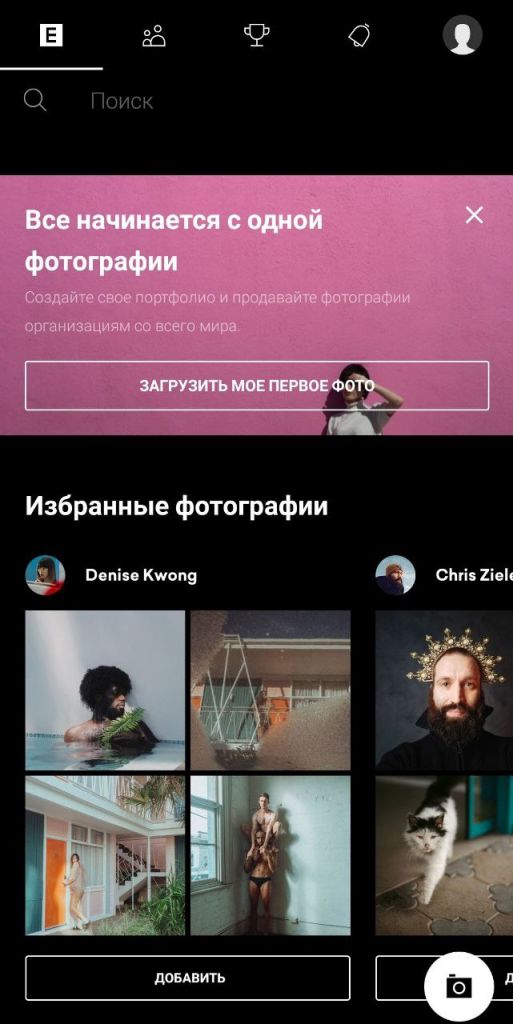 E
Поиск
Все начинается с одной
фотографии
Создайте свое портфолио и продавайте фотографии
организациям со всего мира.
ЗАГРУЗИТЬ МОЕ ПЕРВОЕ ФОТО
Избранные фотографии
Denise Kwong
Chris Ziele
ДОБАВИТЬ
Д